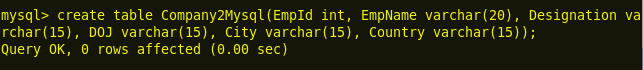 mysql> create table Company2Mysql(EmpId int, EmpName varchar(20), Designation va
rchar(15), DOJ varchar(15), City varchar(15), Country varchar(15));
Query OK, 0 rows affected (0.00 sec)